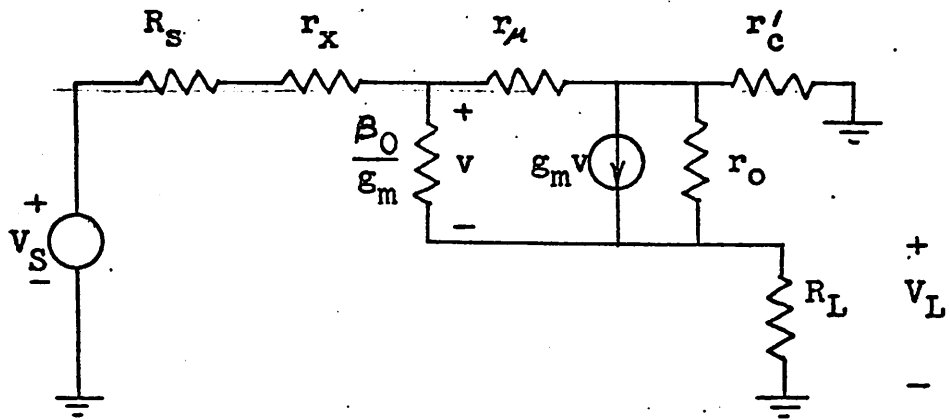 R_s r_x r_μ r'_c
+
β_0
g_m
v
−
g_m v
r_o
+
V_S
−
R_L
+
V_L
−